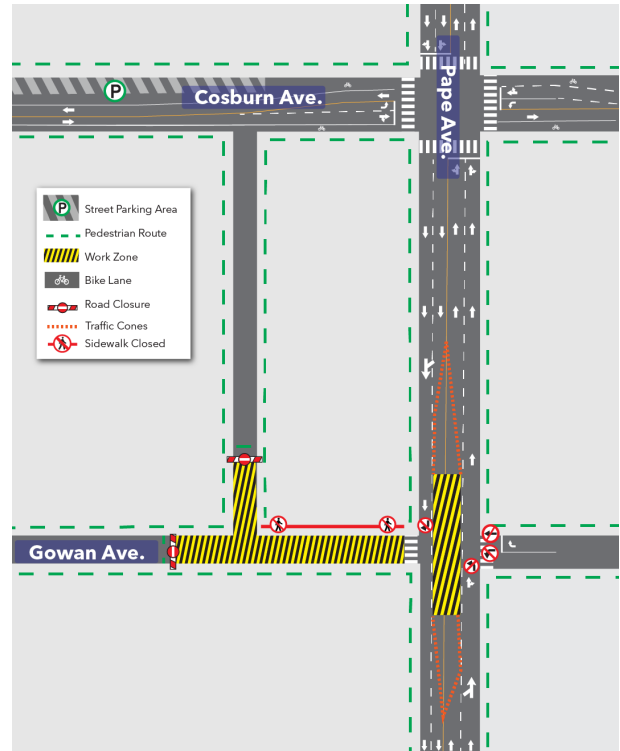 Cosburn Ave.
Pape Ave.
P
P
Street Parking Area
Pedestrian Route
Work Zone
Bike Lane
Road Closure
Traffic Cones
Sidewalk Closed
Gowan Ave.